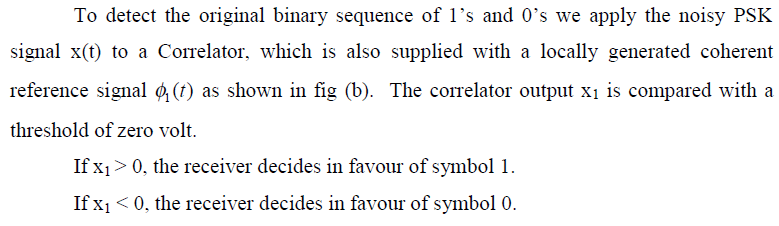 To detect the original binary sequence of 1’s and 0’s we apply the noisy PSK
signal x(t) to a Correlator, which is also supplied with a locally generated coherent
reference signal ϕ₁(t) as shown in fig (b). The correlator output x₁ is compared with a
threshold of zero volt.
If x₁ > 0, the receiver decides in favour of symbol 1.
If x₁ < 0, the receiver decides in favour of symbol 0.